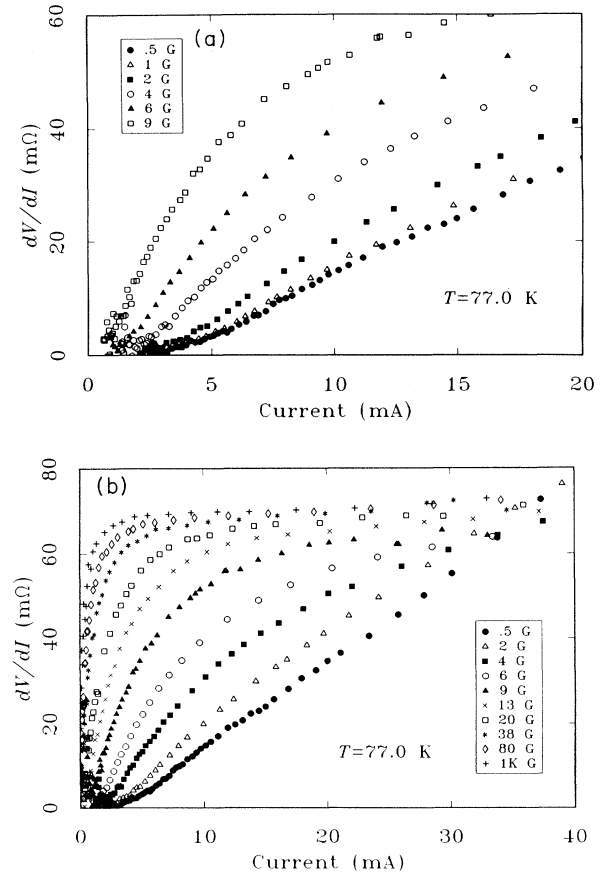 (a)
.5 G
1 G
2 G
4 G
6 G
9 G
60
40
20
0
dV/dI (mΩ)
T=77.0 K
0 5 10 15 20
Current (mA)
(b)
80
60
40
20
0
dV/dI (mΩ)
.5 G
2 G
4 G
6 G
9 G
13 G
20 G
38 G
80 G
1K G
T=77.0 K
0 10 20 30 40
Current (mA)